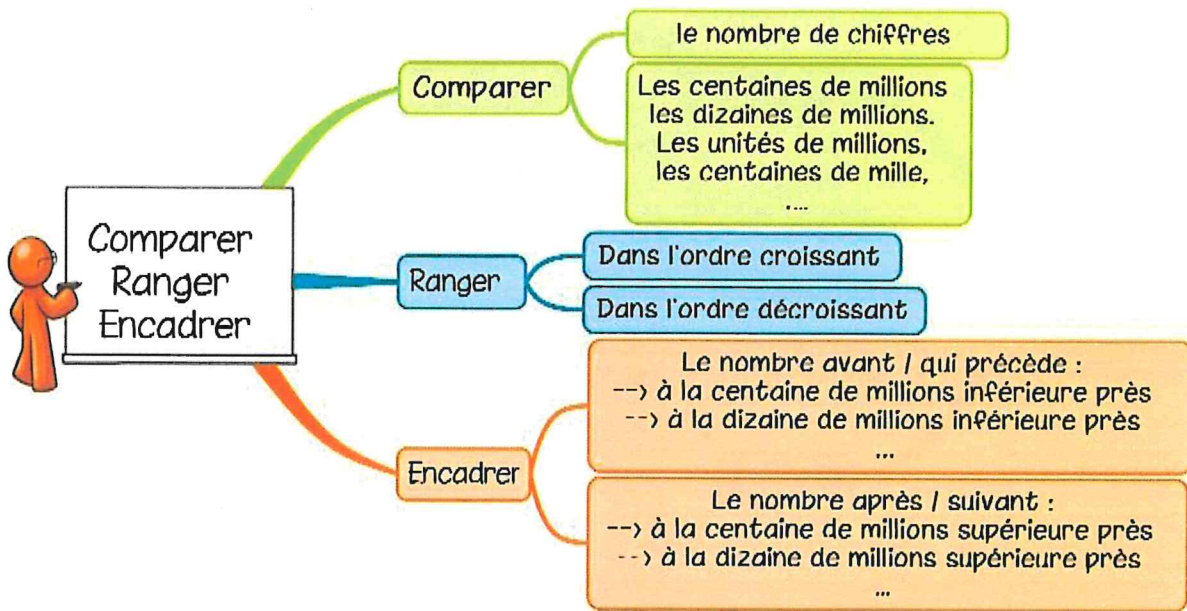 Comparer
Ranger
Encadrer
Comparer
le nombre de chiffres
Les centaines de millions
les dizaines de millions.
Les unités de millions,
les centaines de mille,
....
Ranger
Dans l'ordre croissant
Dans l'ordre décroissant
Encadrer
Le nombre avant / qui précède :
--> à la centaine de millions inférieure près
--> à la dizaine de millions inférieure près
...
Le nombre après / suivant :
--> à la centaine de millions supérieure près
--> à la dizaine de millions supérieure près
...